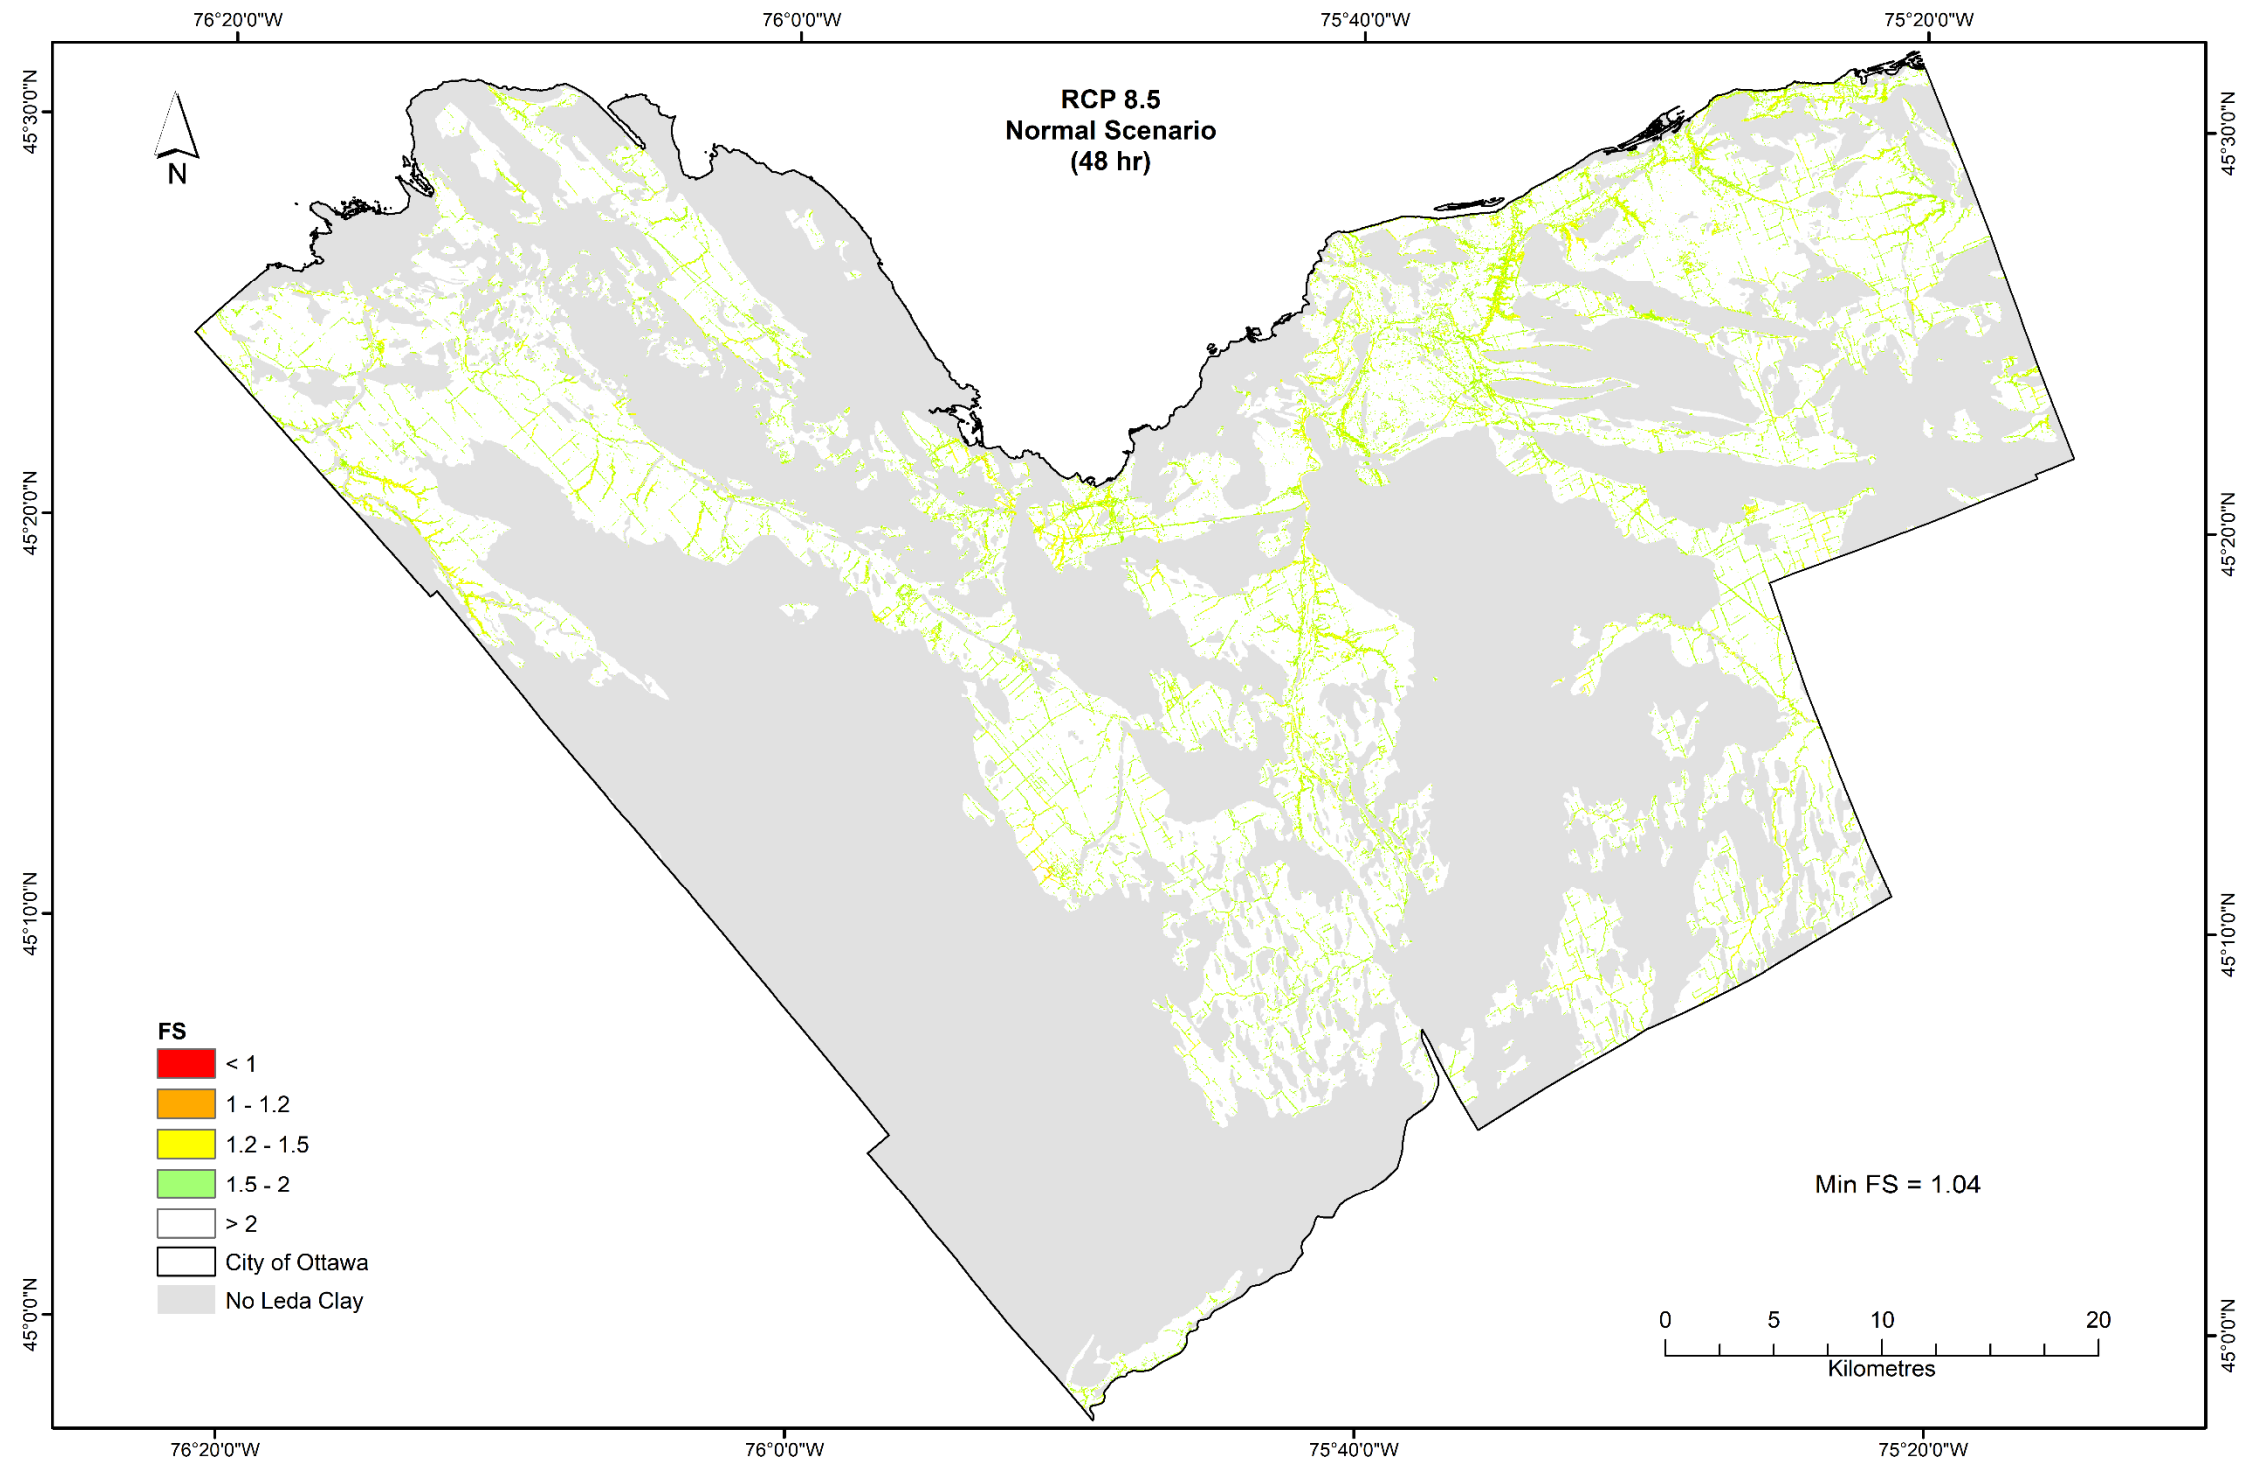 76°20'0"W 76°0'0"W 75°40'0"W 75°20'0"W
45°30'0"N
45°20'0"N
45°10'0"N
45°0'0"N
N
RCP 8.5
Normal Scenario
(48 hr)
45°30'0"N
45°20'0"N
45°10'0"N
45°0'0"N
FS
< 1
1 - 1.2
1.2 - 1.5
1.5 - 2
> 2
City of Ottawa
No Leda Clay
Min FS = 1.04
0 5 10 20
Kilometres
76°20'0"W 76°0'0"W 75°40'0"W 75°20'0"W